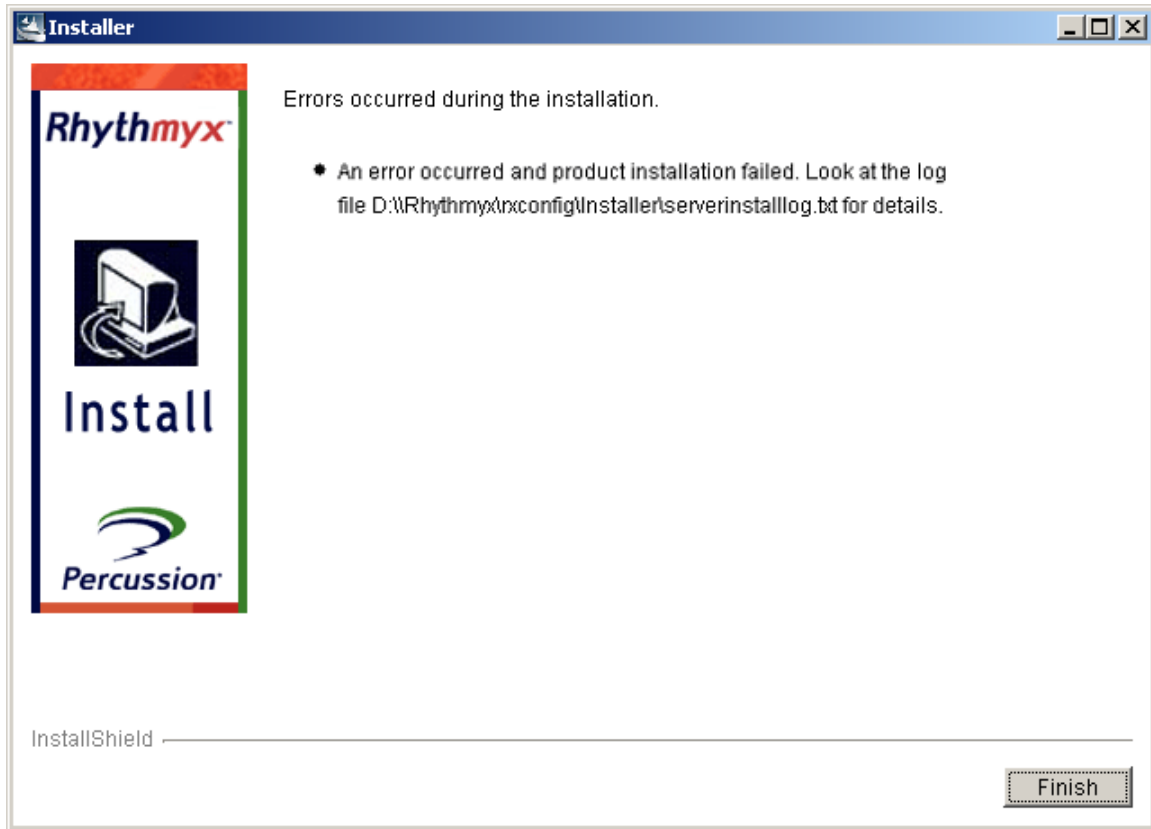 Installer
Rhythmyx
Errors occurred during the installation.
An error occurred and product installation failed. Look at the log
file D:\\Rhythmyx\rxconfig\Installer\serverinstalllog.txt for details.
Install
Percussion
InstallShield
Finish